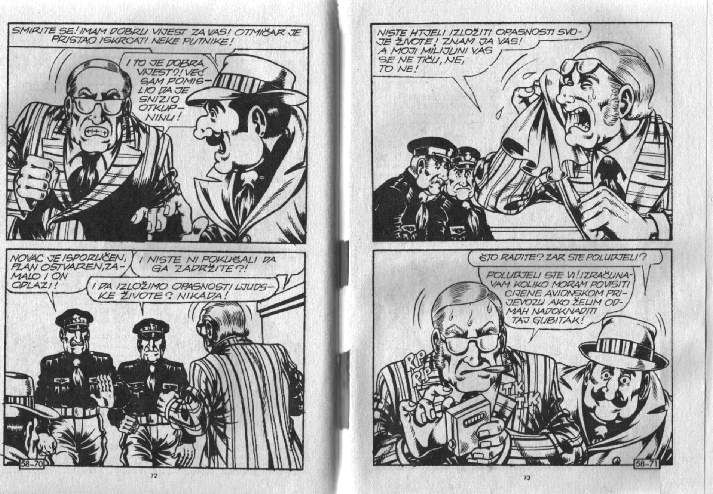 SMIRITE SE! IMAM DOBRU VIJEST ZA VAS! OTMIČAR JE
PRISTAO ISKRCATI NEKE PUTNIKE!
I TO JE DOBRA
VIJEST?! VEĆ
SAM POMIS-
LIO DA JE
SNIZIO
OTKUP-
NINU!
NOVAC JE ISPORUČEN,
PLAN OSTVAREN, ZA-
MALO I ON
ODLAZI!
I NISTE NI POKUŠALI DA
GA ZADRŽITE?!
I DA IZLOŽIMO OPASNOSTI LJUDS-
KE ŽIVOTE? NIKADA!
58-70
72
NISTE HTJELI IZLOŽITI OPASNOSTI SVO-
JE ŽIVOTE! ZNAM JA VAS!
A MOJI MILIJUNI VAS
SE NE TIČU, NE,
TO NE!
ŠTO RADITE? ZAR STE POLUDJELI?
POLUDJELI STE VI! IZRAČUNA-
VAM KOLIKO MORAM POVISITI
CIJENE AVIONSKOM PRI-
JEVOZU AKO ŽELIM OD-
MAH NADOKNADITI
TAJ GUBITAK!
58-71
73